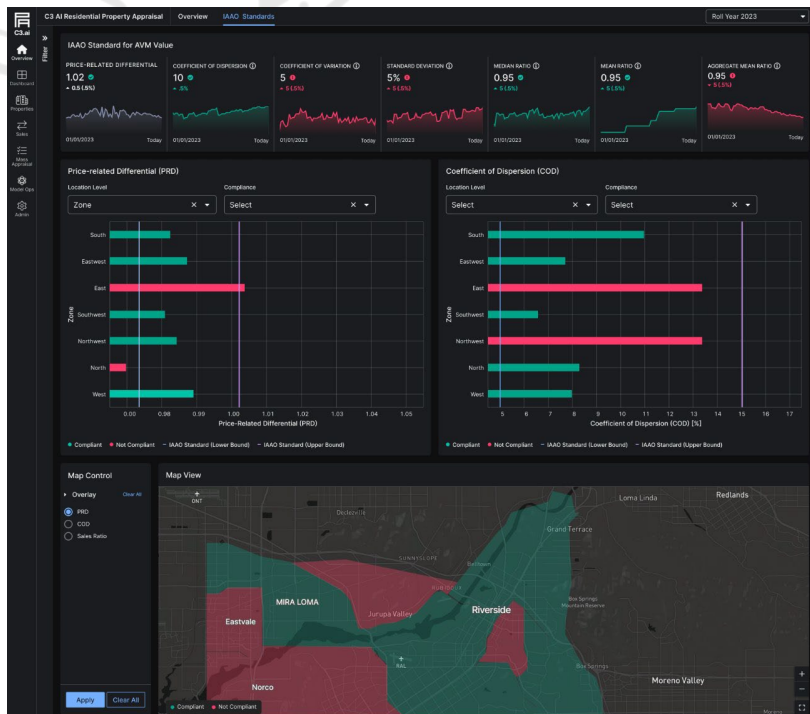 C3.ai
C3 AI Residential Property Appraisal
Overview
IAAO Standards
Roll Year 2023
Overview
Dashboard
Properties
Sales
Mass
Appraisal
Model Ops
Admin
Filter
IAAO Standard for AVM Value
PRICE-RELATED DIFFERENTIAL
1.02
0.5 (.5%)
01/01/2023 Today
COEFFICIENT OF DISPERSION
10
.5%
01/01/2023 Today
COEFFICIENT OF VARIATION
5
5 (.5%)
01/01/2023 Today
STANDARD DEVIATION
5%
5 (.5%)
01/01/2023 Today
MEDIAN RATIO
0.95
5 (.5%)
01/01/2023 Today
MEAN RATIO
0.95
5 (.5%)
01/01/2023 Today
AGGREGATE MEAN RATIO
0.95
5 (.5%)
01/01/2023 Today
Price-related Differential (PRD)
Location Level Compliance
Zone Select
Zone
South
Eastwest
East
Southwest
Northwest
North
West
0.00 0.98 0.99 1.00 1.01 1.02 1.03 1.04 1.05
Price-Related Differential (PRD)
Compliant Not Compliant IAAO Standard (Lower Bound) IAAO Standard (Upper Bound)
Coefficient of Dispersion (COD)
Location Level Compliance
Select Select
Zone
South
Eastwest
East
Southwest
Northwest
North
West
5 6 7 8 9 10 11 12 13 14 15 16 17
Coefficient of Dispersion (COD) [%]
Compliant Not Compliant IAAO Standard (Lower Bound) IAAO Standard (Upper Bound)
Map Control
Overlay Clear All
PRD
COD
Sales Ratio
Apply Clear All
Map View
ONT
Loma Linda
Redlands
Grand Terrace
SUNNYSLOPE
RUBIDOUX
Box Springs
Mountain Reserve
MIRA LOMA
Jurupa Valley
Riverside
Eastvale
RAL
Box Springs
Moreno Valley
Norco
Moreno
Compliant Not Compliant